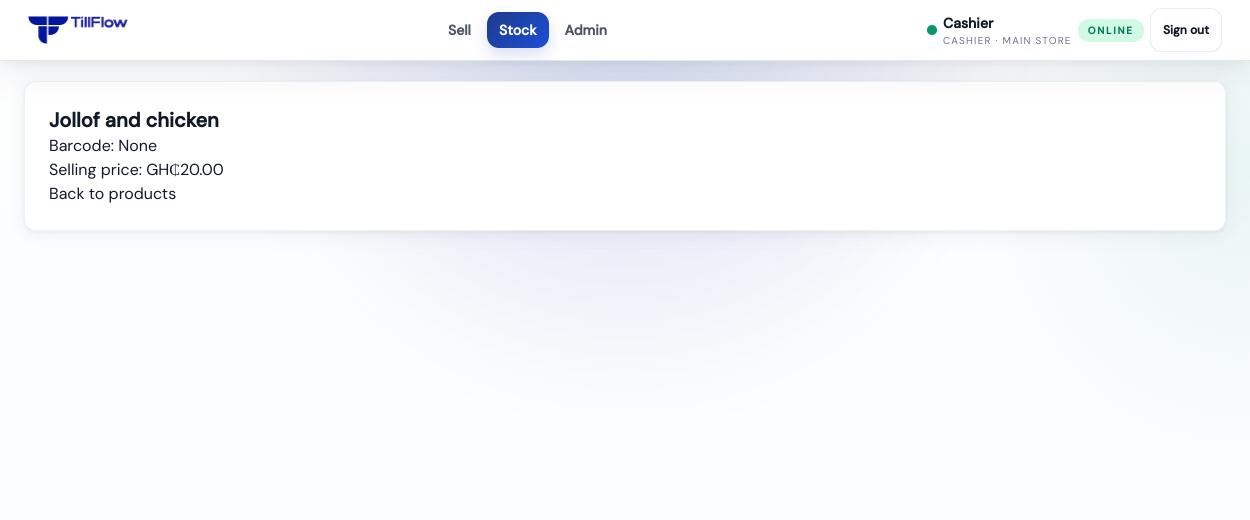 TillFlow
Sell
Stock
Admin
Cashier
CASHIER · MAIN STORE
ONLINE
Sign out
Jollof and chicken
Barcode: None
Selling price: GH₵20.00
Back to products